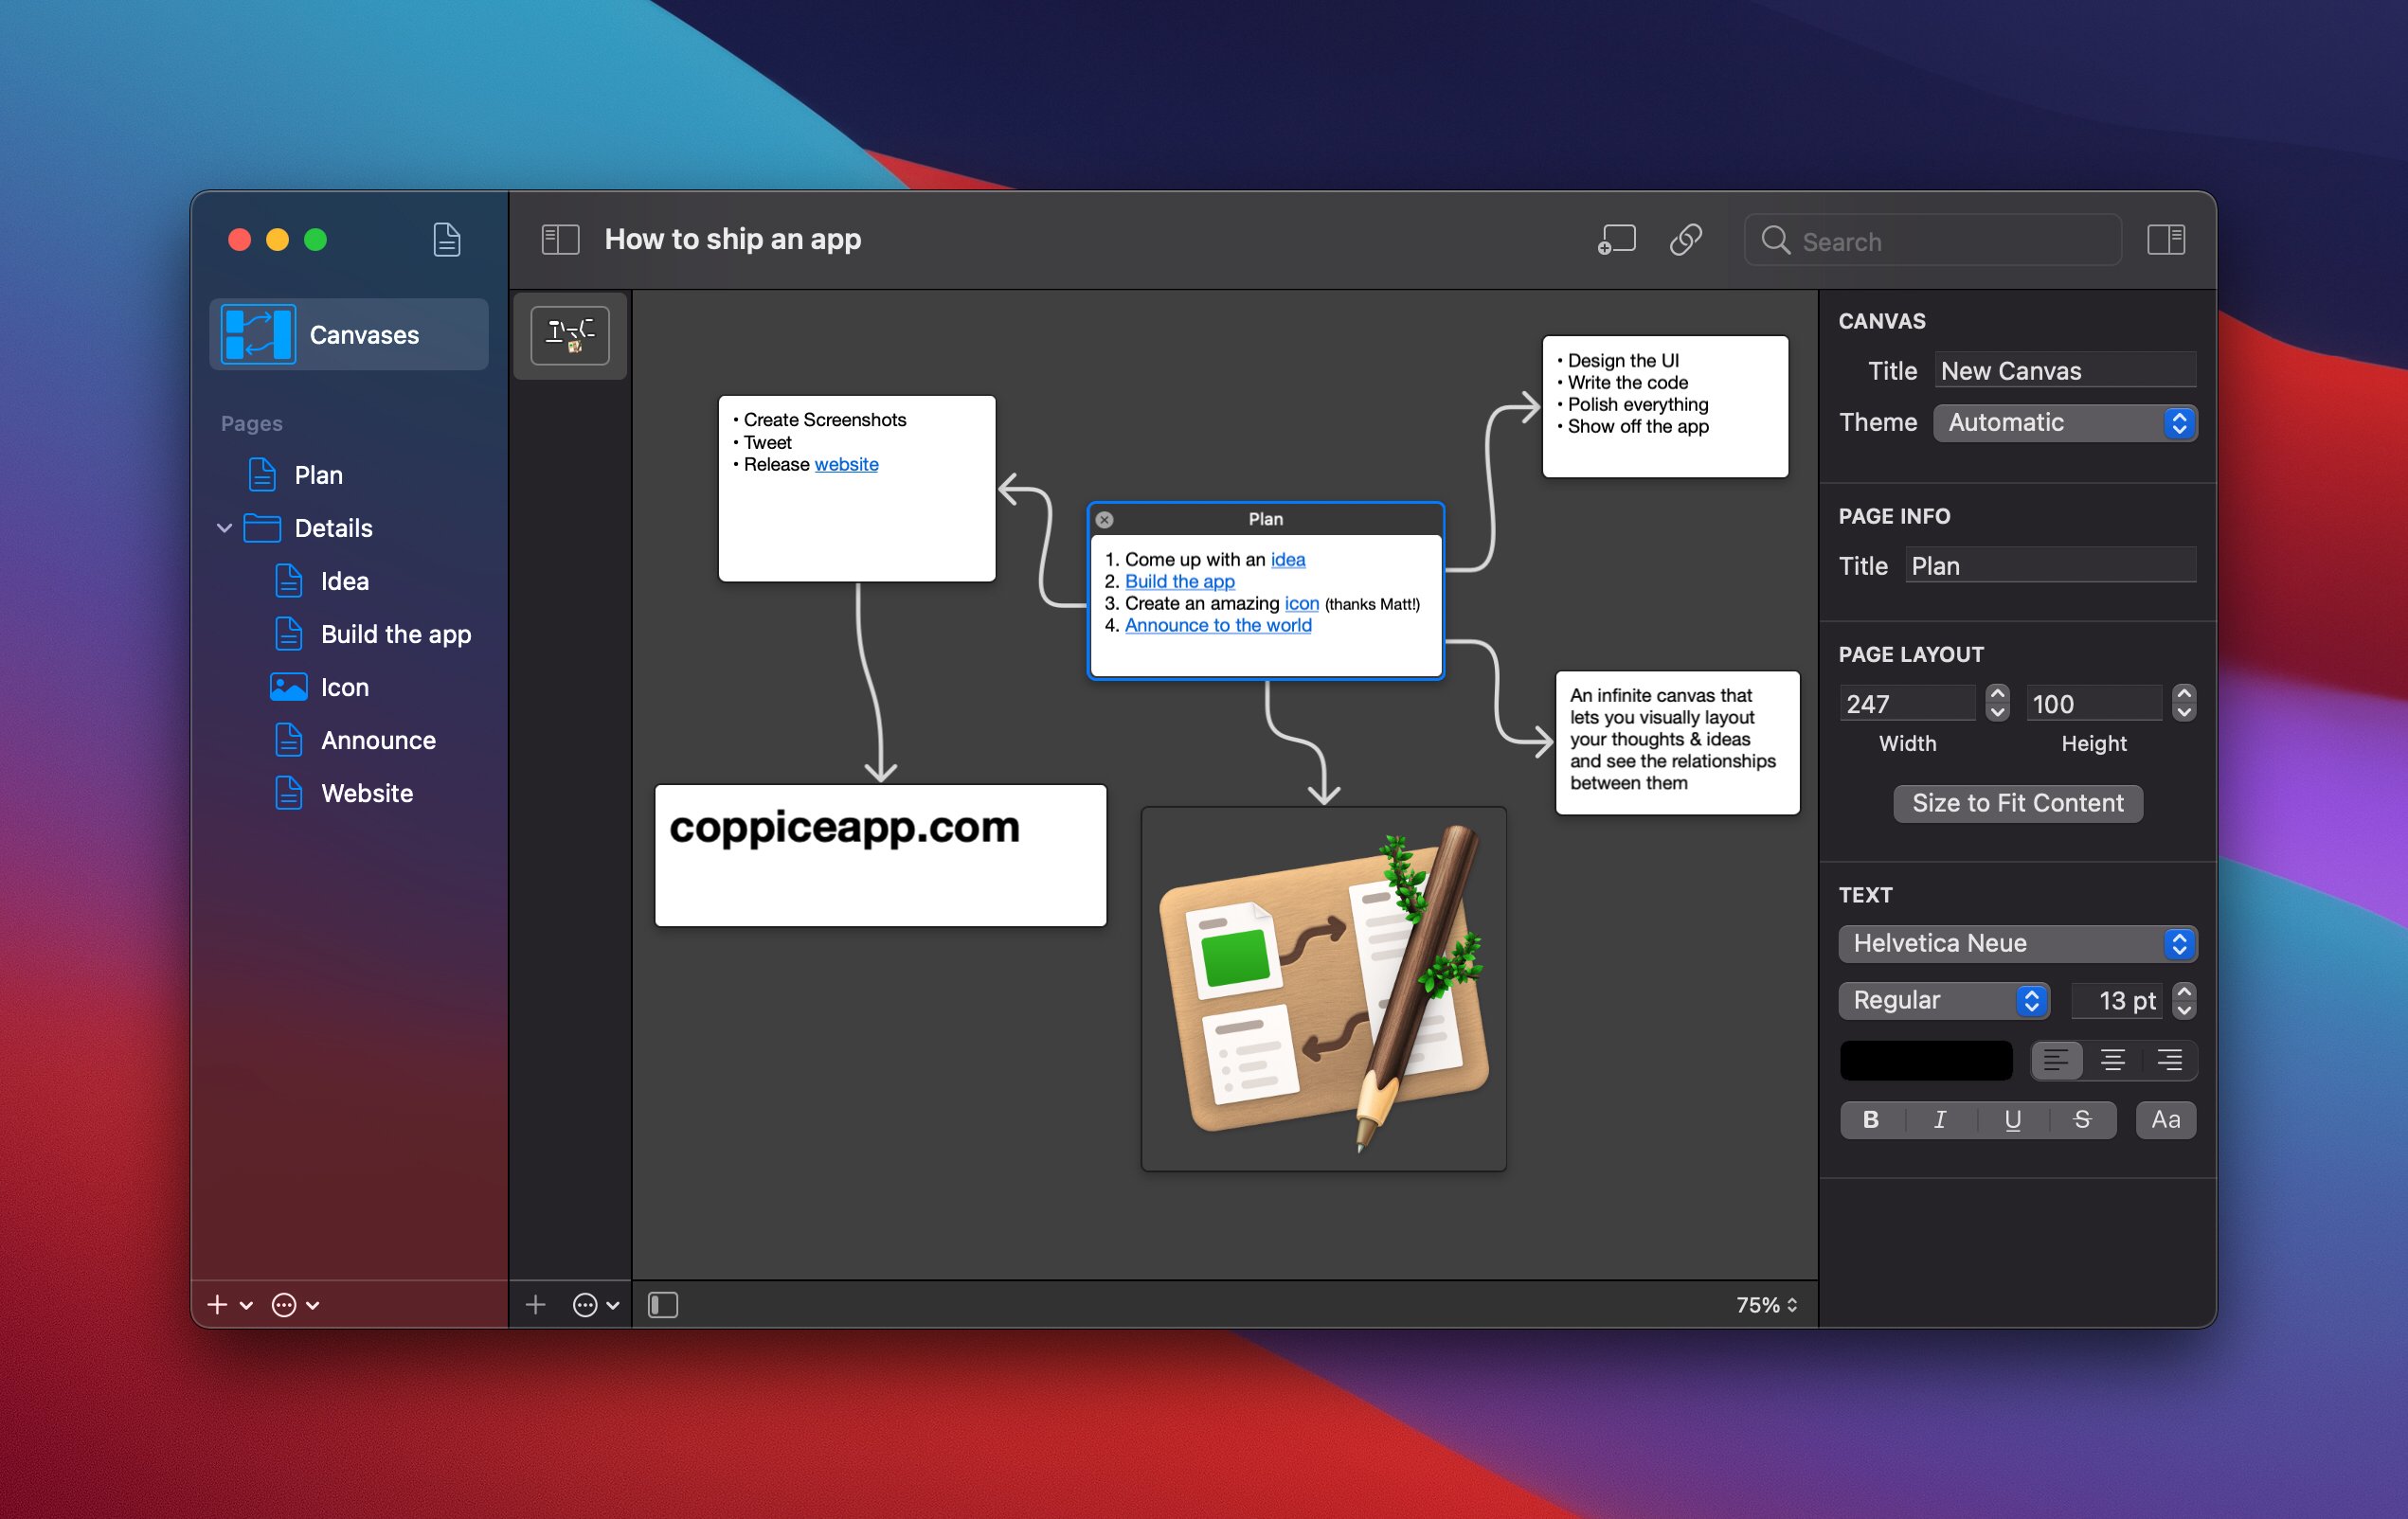 How to ship an app
Search
Canvases
Pages
Plan
Details
Idea
Build the app
Icon
Announce
Website
• Create Screenshots
• Tweet
• Release website
• Design the UI
• Write the code
• Polish everything
• Show off the app
Plan
1. Come up with an idea
2. Build the app
3. Create an amazing icon (thanks Matt!)
4. Announce to the world
An infinite canvas that
lets you visually layout
your thoughts & ideas
and see the relationships
between them
coppiceapp.com
75%
CANVAS
Title New Canvas
Theme Automatic
PAGE INFO
Title Plan
PAGE LAYOUT
247 100
Width Height
Size to Fit Content
TEXT
Helvetica Neue
Regular 13 pt
B I U S Aa